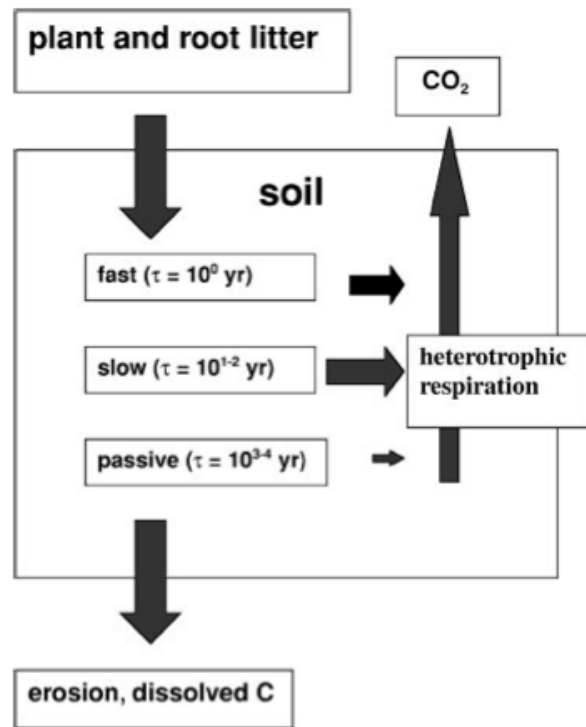 plant and root litter
CO₂
soil
fast (τ = 10⁰ yr)
slow (τ = 10¹⁻² yr)
heterotrophic
respiration
passive (τ = 10³⁻⁴ yr)
erosion, dissolved C